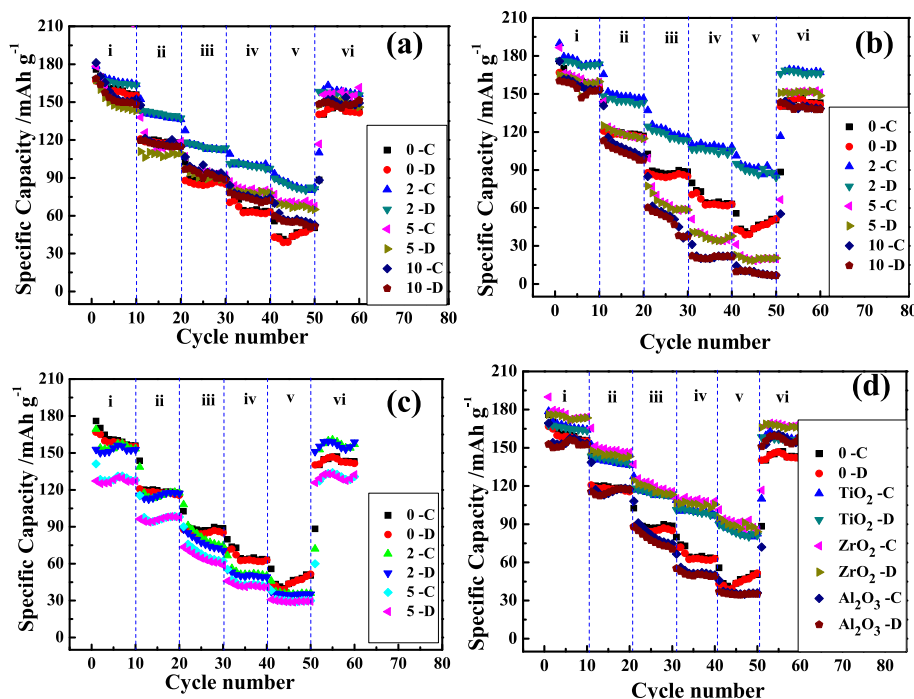 210
180
150
120
90
60
30
0
Specific Capacity /mAh g⁻¹
i ii iii iv v vi
(a)
0 -C
0 -D
2 -C
2 -D
5 -C
5 -D
10 -C
10 -D
0 10 20 30 40 50 60 70 80
Cycle number
210
180
150
120
90
60
30
0
Specific Capacity /mAh g⁻¹
i ii iii iv v vi
(b)
0 -C
0 -D
2 -C
2 -D
5 -C
5 -D
10 -C
10 -D
0 10 20 30 40 50 60 70 80
Cycle number
210
180
150
120
90
60
30
0
Specific Capacity /mAh g⁻¹
i ii iii iv v vi
(c)
0 -C
0 -D
2 -C
2 -D
5 -C
5 -D
0 10 20 30 40 50 60 70 80
Cycle number
210
180
150
120
90
60
30
0
Specific Capacity /mAh g⁻¹
i ii iii iv v vi
(d)
0 -C
0 -D
TiO₂ -C
TiO₂ -D
ZrO₂ -C
ZrO₂ -D
Al₂O₃ -C
Al₂O₃ -D
0 10 20 30 40 50 60 70 80
Cycle number